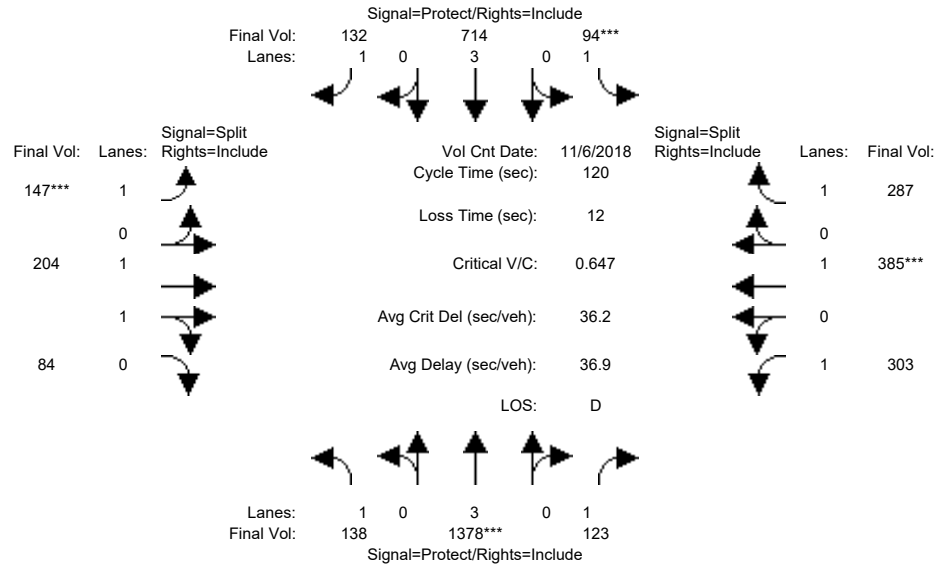 Signal=Protect/Rights=Include
Final Vol: 132 714 94***
Lanes: 1 0 3 0 1
Signal=Split Signal=Split
Final Vol: Lanes: Rights=Include Vol Cnt Date: 11/6/2018 Rights=Include Lanes: Final Vol:
Cycle Time (sec): 120
147*** 1 1 287
Loss Time (sec): 12
0 0
204 1 Critical V/C: 0.647 1 385***
1 Avg Crit Del (sec/veh): 36.2 0
84 0 Avg Delay (sec/veh): 36.9 1 303
LOS: D
Lanes: 1 0 3 0 1
Final Vol: 138 1378*** 123
Signal=Protect/Rights=Include